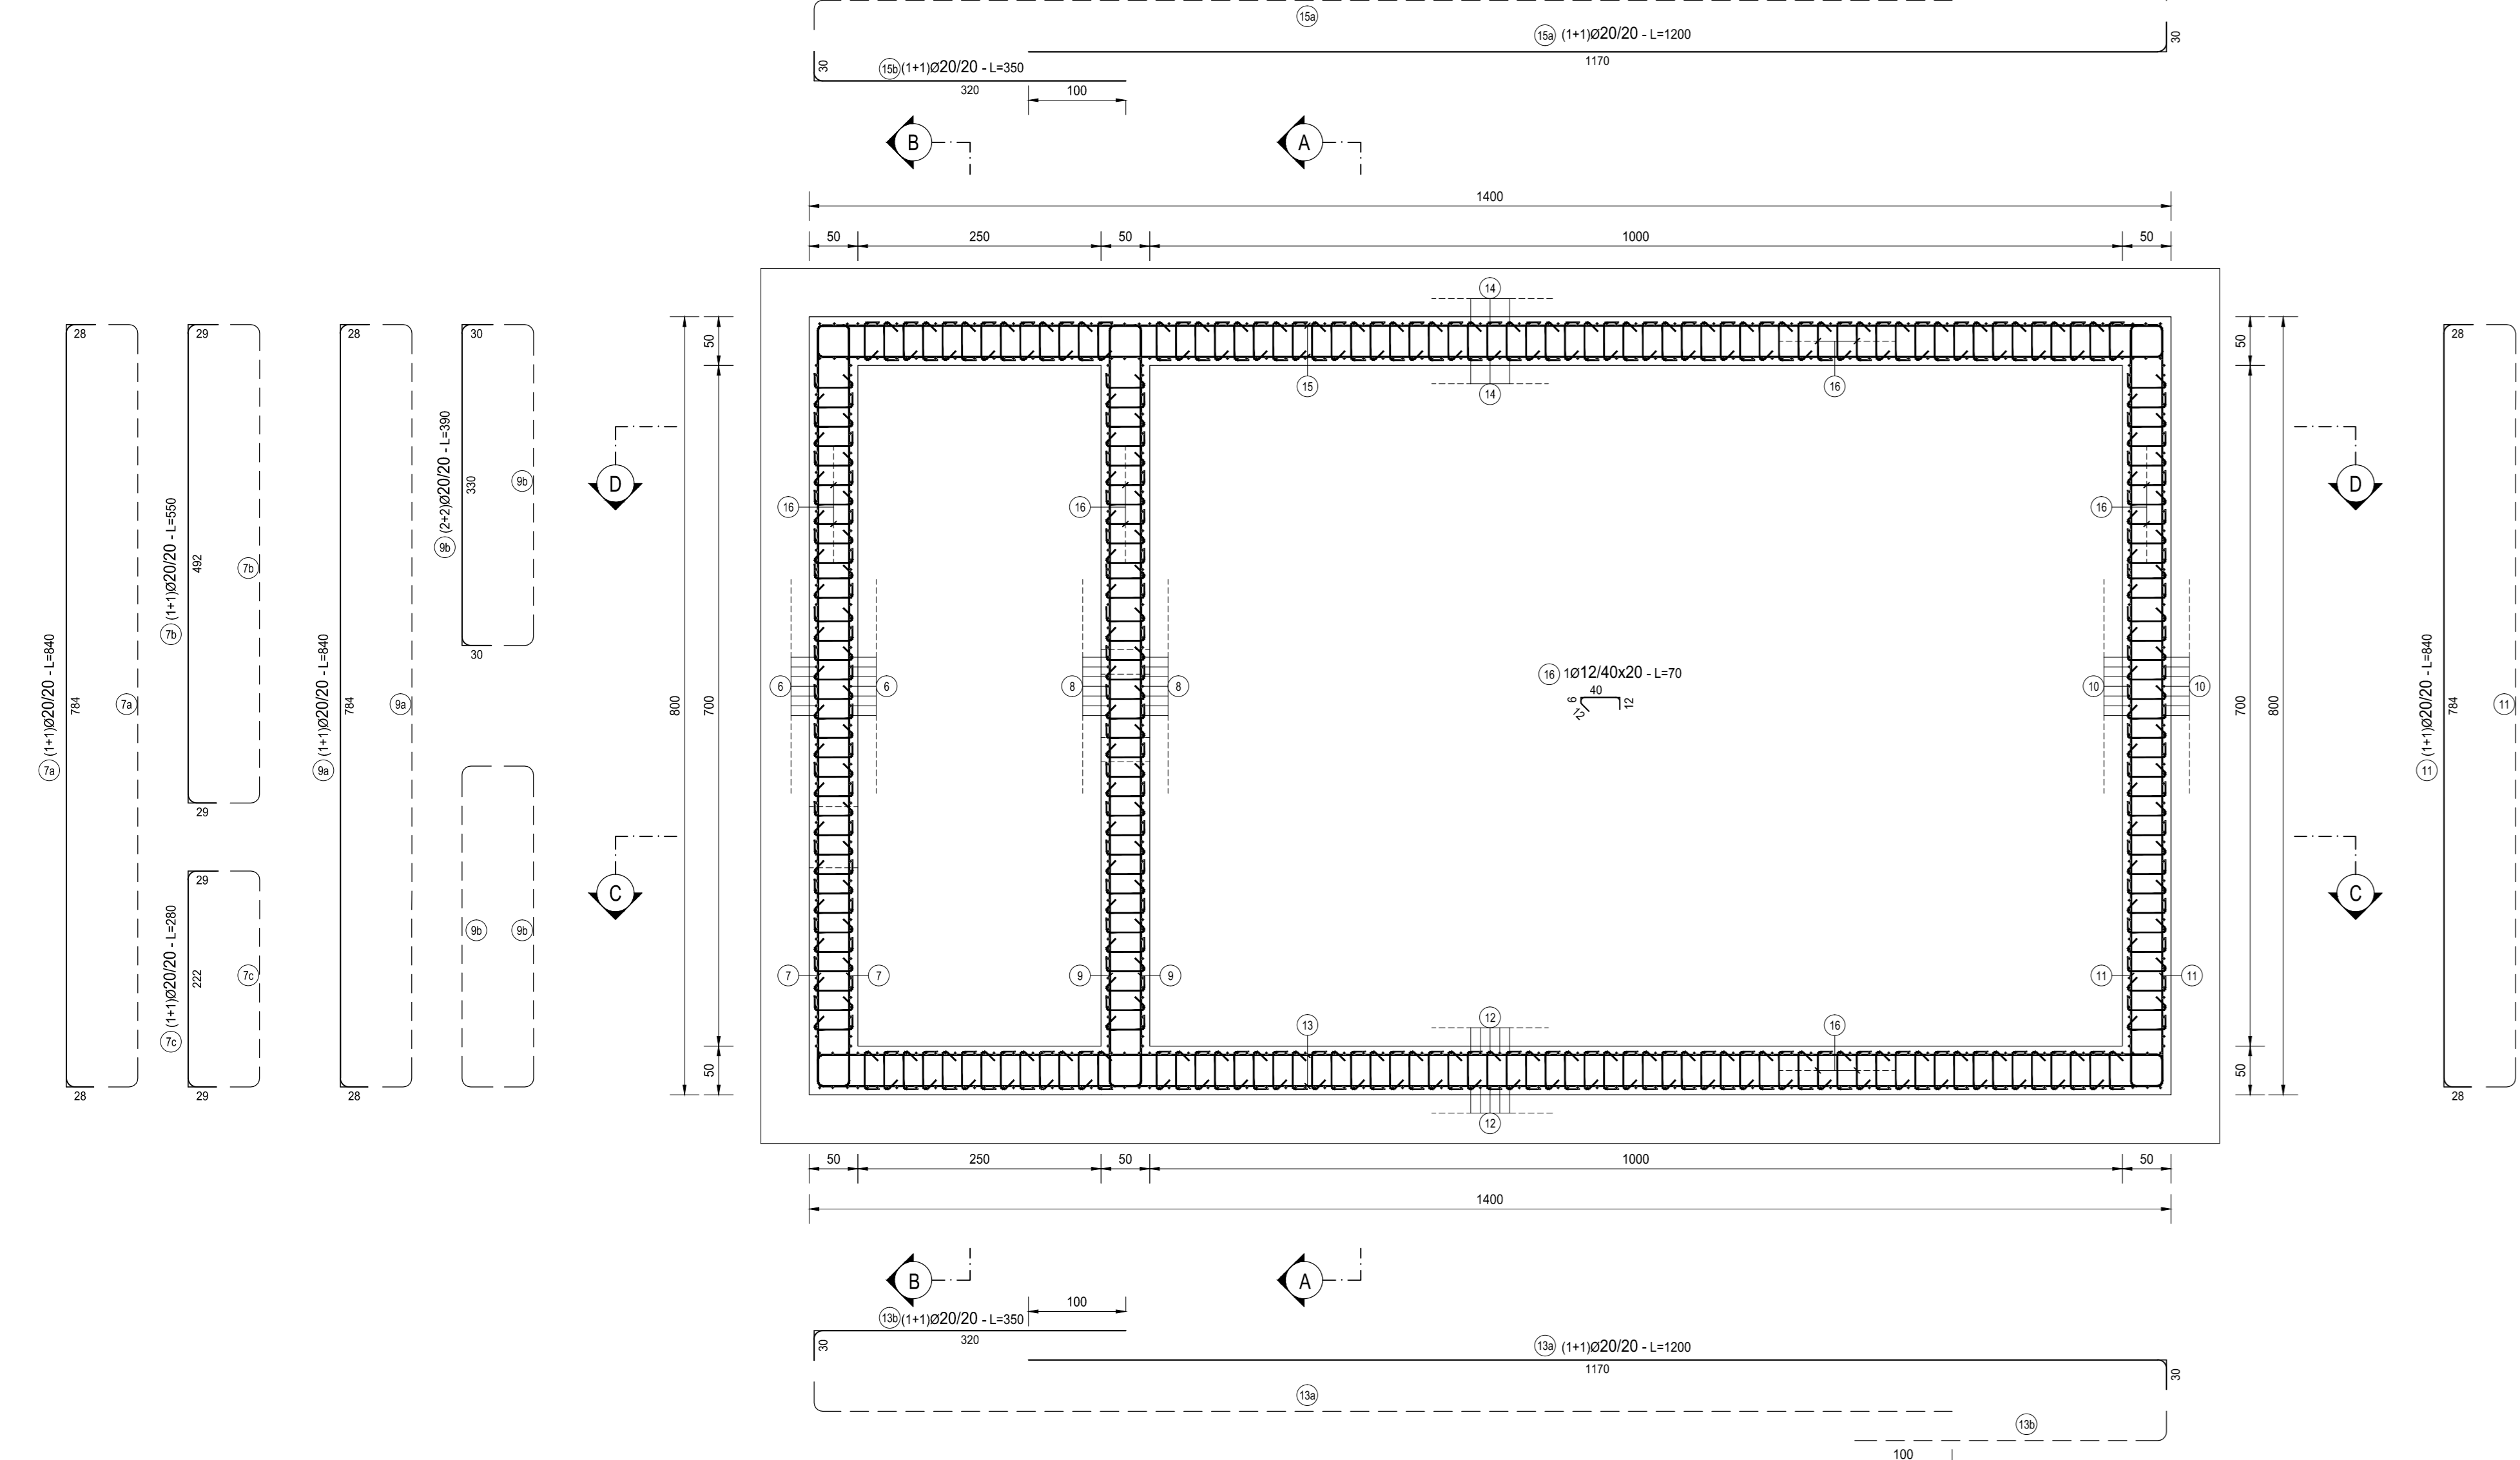 15a
15a (1+1)Ø20/20 - L=1200
30
1170
30
15b (1+1)Ø20/20 - L=350
320
100
B
A
1400
50 250 50 1000 50
28
784
7a (1+1)Ø20/20 - L=840
7a
28
29
492
7b (1+1)Ø20/20 - L=550
7b
29
29
222
7c (1+1)Ø20/20 - L=280
7c
29
28
784
9a (1+1)Ø20/20 - L=840
9a
28
30
330
9b (2+2)Ø20/20 - L=390
9b
30
9b 9b
D
C
800
50
700
50
14
15
14
16
16
16
16
6 6
8 8
10 10
16 1Ø12/40x20 - L=70
40
6
12
12
7 7
9 9
11 11
13
12
16
12
50
700
50
800
D
C
28
784
11 (1+1)Ø20/20 - L=840
11
28
50 250 50 1000 50
1400
B
A
100
13b (1+1)Ø20/20 - L=350
320
30
13a (1+1)Ø20/20 - L=1200
1170
30
13a
13b
100